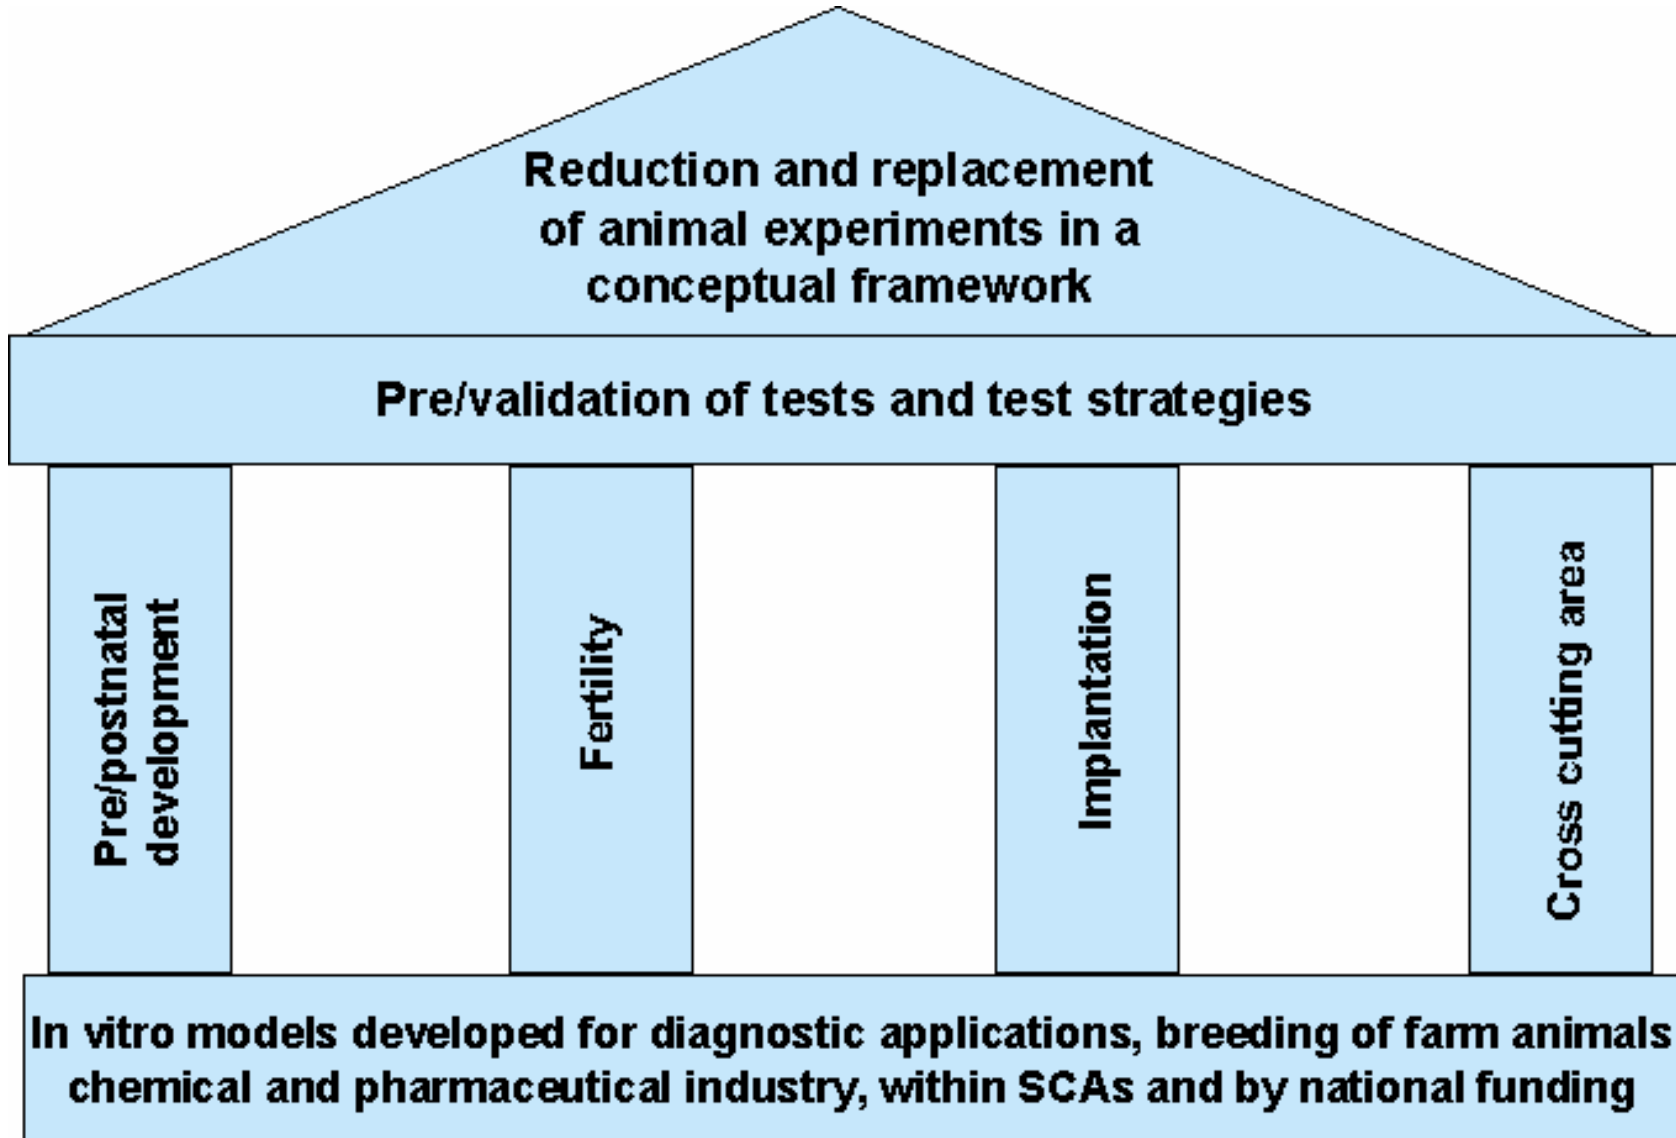 Reduction and replacement
of animal experiments in a
conceptual framework
Pre/validation of tests and test strategies
Pre/postnatal
development
Fertility
Implantation
Cross cutting area
In vitro models developed for diagnostic applications, breeding of farm animals
chemical and pharmaceutical industry, within SCAs and by national funding